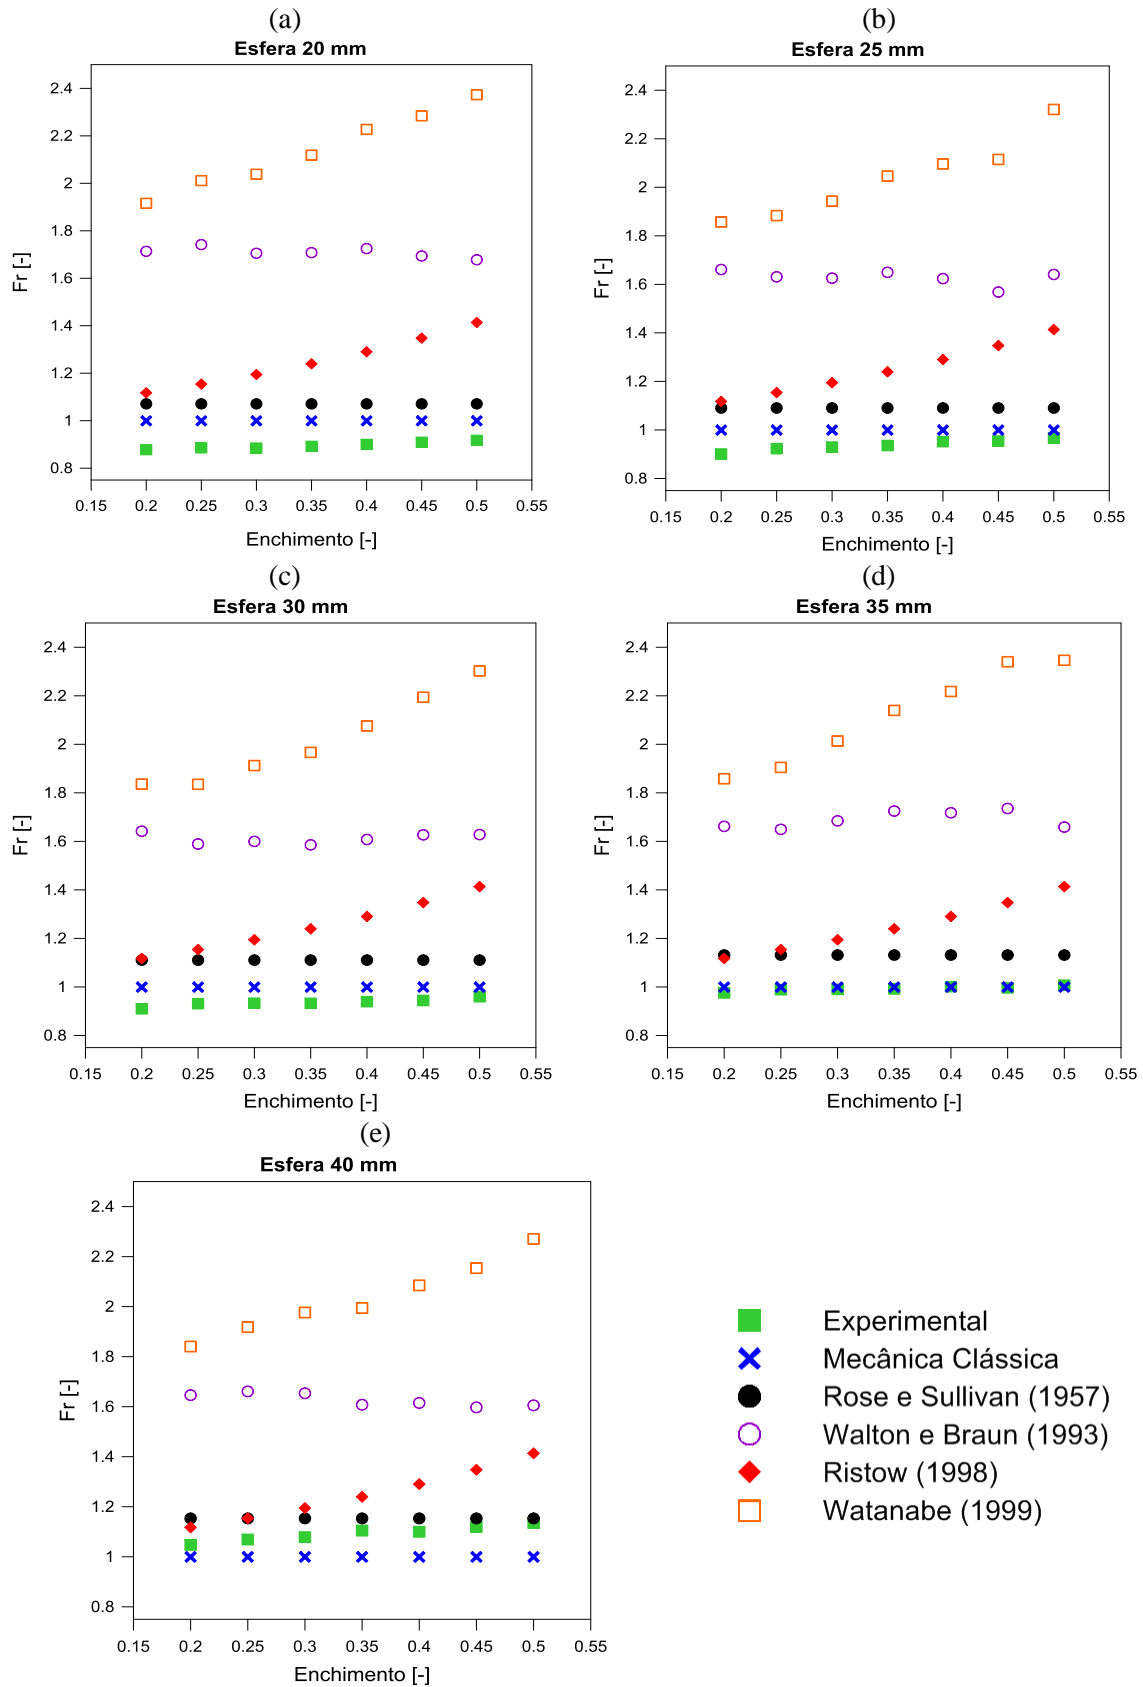 (a)
Esfera 20 mm
2.4
2.2
2
1.8
1.6
1.4
1.2
1
0.8
Fr [-]
0.15 0.2 0.25 0.3 0.35 0.4 0.45 0.5 0.55
Enchimento [-]
(b)
Esfera 25 mm
2.4
2.2
2
1.8
1.6
1.4
1.2
1
0.8
Fr [-]
0.15 0.2 0.25 0.3 0.35 0.4 0.45 0.5 0.55
Enchimento [-]
(c)
Esfera 30 mm
2.4
2.2
2
1.8
1.6
1.4
1.2
1
0.8
Fr [-]
0.15 0.2 0.25 0.3 0.35 0.4 0.45 0.5 0.55
Enchimento [-]
(d)
Esfera 35 mm
2.4
2.2
2
1.8
1.6
1.4
1.2
1
0.8
Fr [-]
0.15 0.2 0.25 0.3 0.35 0.4 0.45 0.5 0.55
Enchimento [-]
(e)
Esfera 40 mm
2.4
2.2
2
1.8
1.6
1.4
1.2
1
0.8
Fr [-]
0.15 0.2 0.25 0.3 0.35 0.4 0.45 0.5 0.55
Enchimento [-]
Experimental
Mecânica Clássica
Rose e Sullivan (1957)
Walton e Braun (1993)
Ristow (1998)
Watanabe (1999)